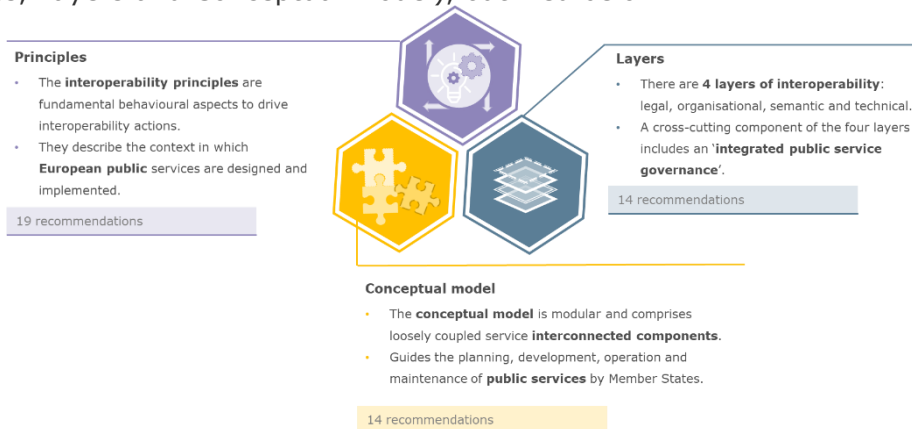 Principles
• The interoperability principles are
fundamental behavioural aspects to drive
interoperability actions.
• They describe the context in which
European public services are designed and
implemented.
19 recommendations
Layers
• There are 4 layers of interoperability:
legal, organisational, semantic and technical.
• A cross-cutting component of the four layers
includes an ‘integrated public service
governance’.
14 recommendations
Conceptual model
• The conceptual model is modular and comprises
loosely coupled service interconnected components.
• Guides the planning, development, operation and
maintenance of public services by Member States.
14 recommendations